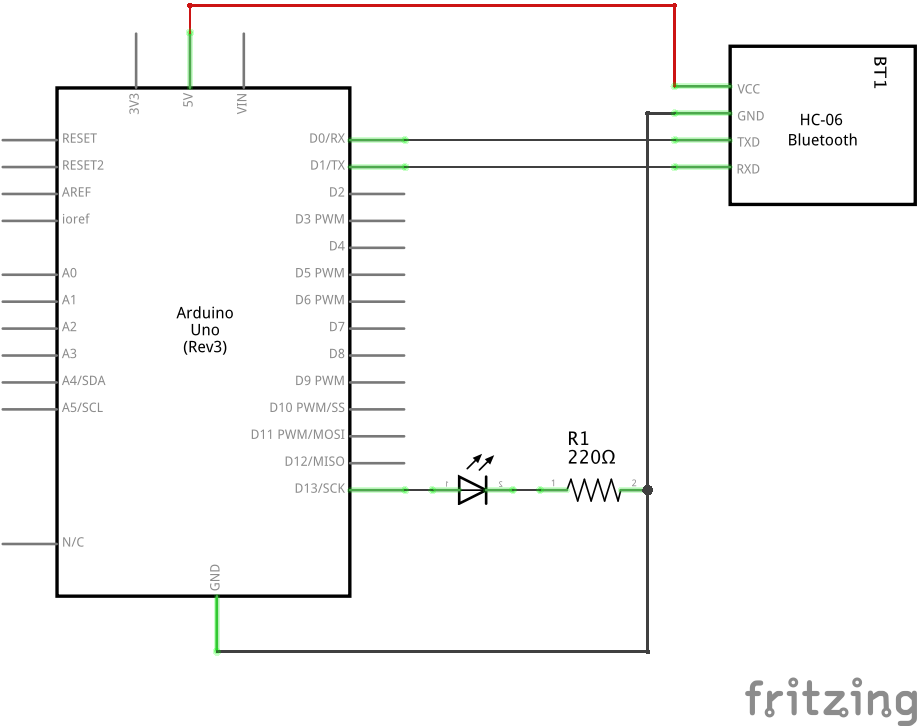 3V3
5V
VIN
RESET
RESET2
AREF
ioref
A0
A1
A2
A3
A4/SDA
A5/SCL
N/C
Arduino
Uno
(Rev3)
D0/RX
D1/TX
D2
D3 PWM
D4
D5 PWM
D6 PWM
D7
D8
D9 PWM
D10 PWM/SS
D11 PWM/MOSI
D12/MISO
D13/SCK
GND
1
2
R1
220Ω
1
2
VCC
GND
TXD
RXD
HC-06
Bluetooth
BT1
fritzing